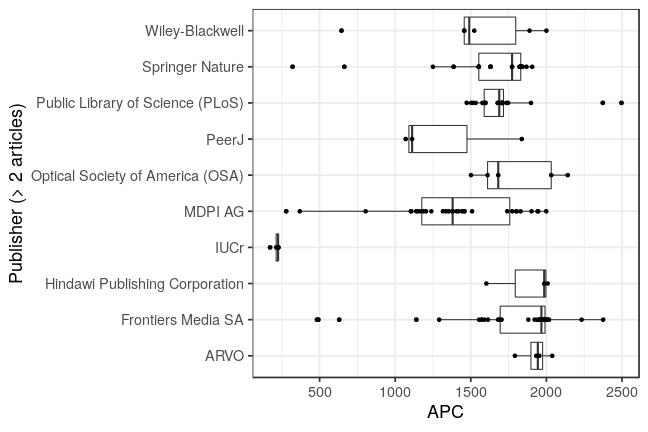 Publisher (> 2 articles)
Wiley-Blackwell
Springer Nature
Public Library of Science (PLoS)
PeerJ
Optical Society of America (OSA)
MDPI AG
IUCr
Hindawi Publishing Corporation
Frontiers Media SA
ARVO
500 1000 1500 2000 2500
APC